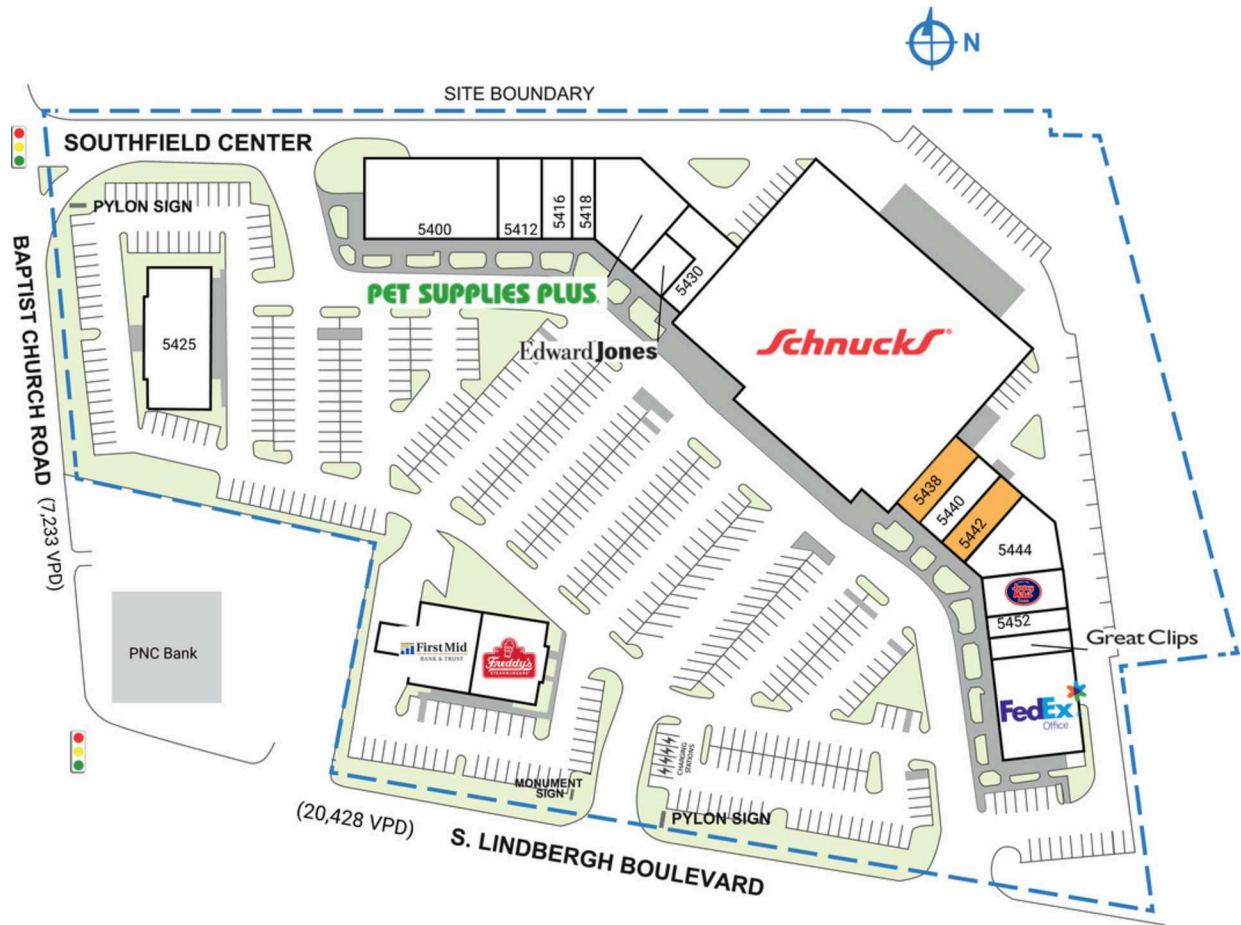 N
SITE BOUNDARY
SOUTHFIELD CENTER
PYLON SIGN
BAPTIST CHURCH ROAD (7,233 VPD)
5400
5412
5416
5418
PET SUPPLIES PLUS.
Edward Jones
5430
Schnucks®
5425
5438
5440
5442
5444
5452
Great Clips
FedEx
Office
PNC Bank
First Mid
BANK & TRUST
Freddy's
STEAKBURGERS
CHARGING
STATIONS
MONUMENT
SIGN
PYLON SIGN
(20,428 VPD)
S. LINDBERGH BOULEVARD